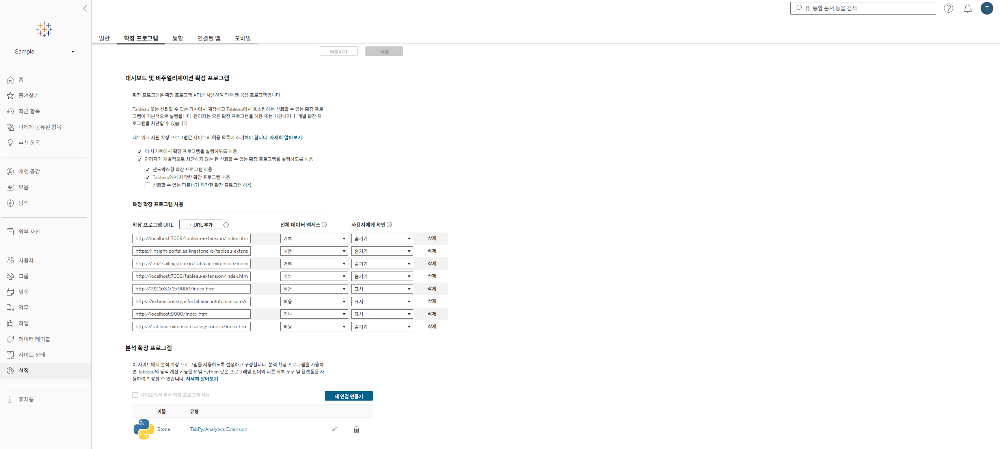 뷰, 통합 문서 등을 검색
T
Sample
홈
즐겨찾기
최근 항목
나에게 공유된 항목
추천 항목
개인 공간
모음
탐색
외부 자산
사용자
그룹
일정
업무
작업
데이터 레이블
사이트 상태
설정
휴지통
일반 확장 프로그램 통합 연결된 앱 모바일
되돌리기 저장
대시보드 및 비주얼리제이션 확장 프로그램
확장 프로그램은 확장 프로그램 API를 사용하여 만든 웹 응용 프로그램입니다.
Tableau 또는 신뢰할 수 있는 타사에서 제작하고 Tableau에서 호스팅하는 신뢰할 수 있는 확장 프로
그램이 기본적으로 실행됩니다. 관리자는 모든 확장 프로그램을 허용 또는 차단하거나, 개별 확장 프
로그램을 차단할 수 있습니다.
네트워크 지원 확장 프로그램은 사이트의 허용 목록에 추가해야 합니다. 자세히 알아보기
이 사이트에서 확장 프로그램을 실행하도록 허용
관리자가 개별적으로 차단하지 않는 한 신뢰할 수 있는 확장 프로그램을 실행하도록 허용
샌드박스형 확장 프로그램 허용
Tableau에서 제작한 확장 프로그램 허용
신뢰할 수 있는 파트너가 제작한 확장 프로그램 허용
특정 확장 프로그램 사용
확장 프로그램 URL + URL 추가 전체 데이터 액세스 사용자에게 확인
http://localhost:7009/tableau-extension/index.htm 거부 숨기기 삭제
https://insight-portal.sailingstone.io/tableau-extens 허용 숨기기 삭제
https://hb2.sailingstone.io/tableau-extension/index 거부 숨기기 삭제
http://localhost:7002/tableau-extension/index.htm 거부 숨기기 삭제
http://192.168.0.15:9000/index.html 허용 표시 삭제
https://extensions-appsfortableau.infotopics.com/s 허용 표시 삭제
http://localhost:9000/index.html 거부 표시 삭제
https://tableau-extension.sailingstone.io/index.htm 허용 숨기기 삭제
분석 확장 프로그램
이 사이트에서 분석 확장 프로그램을 사용하도록 설정하고 구성합니다. 분석 확장 프로그램을 사용하
면 Tableau의 동적 계산 기능을 R 및 Python 같은 프로그래밍 언어와 다른 외부 도구 및 플랫폼을 사
용하여 확장할 수 있습니다. 자세히 알아보기
사이트에서 분석 확장 프로그램 사용 새 연결 만들기
이름 유형
Stone TabPy/Analytics Extension